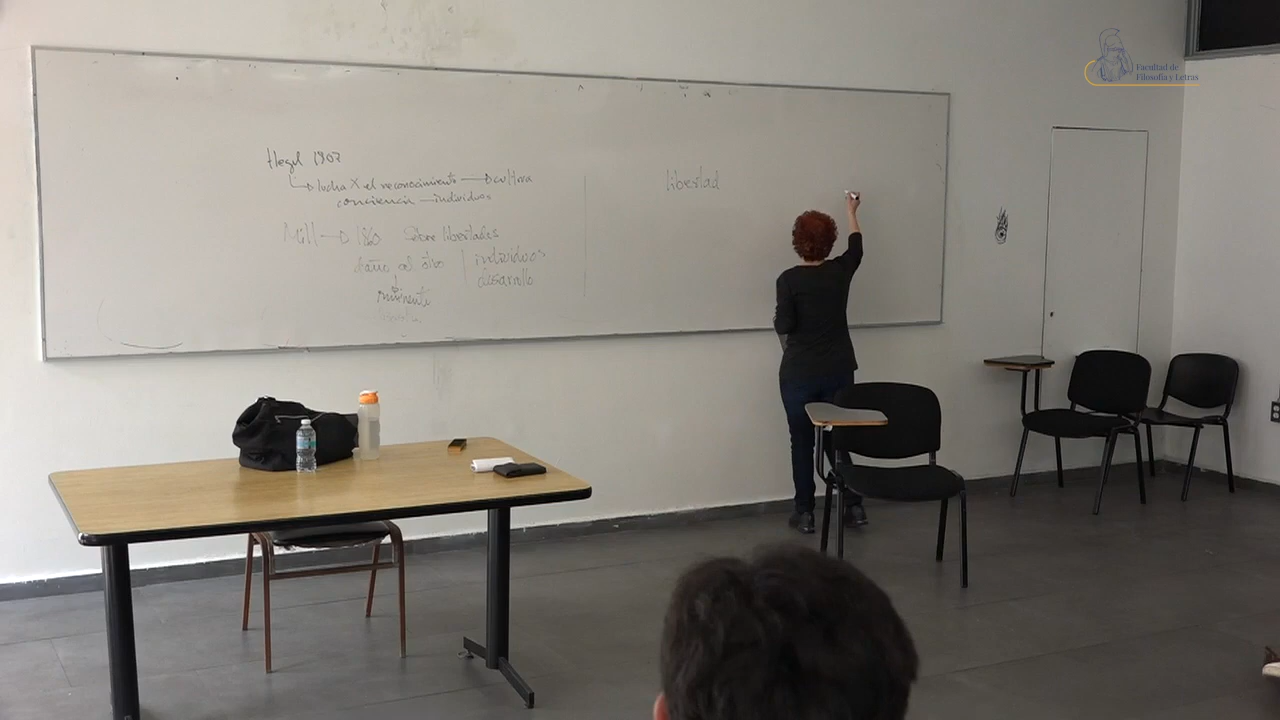 Hegel 1807
lucha x el reconocimiento → cultura
conciencia — individuos
Mill → 180 Sobre libertades
daño al otro | individuos
desarrollo
libertad
Facultad de
Filosofía y Letras